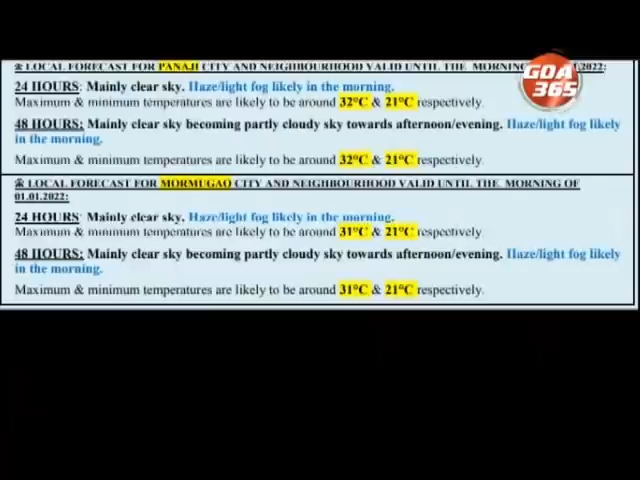 LOCAL FORECAST FOR PANAJI CITY AND NEIGHBOURHOOD VALID UNTIL THE MORNING 2022:
GOA
365
24 HOURS: Mainly clear sky. Haze/light fog likely in the morning.
Maximum & minimum temperatures are likely to be around 32°C & 21°C respectively.
48 HOURS: Mainly clear sky becoming partly cloudy sky towards afternoon/evening. Haze/light fog likely
in the morning.
Maximum & minimum temperatures are likely to be around 32°C & 21°C respectively.
LOCAL FORECAST FOR MORMUGAO CITY AND NEIGHBOURHOOD VALID UNTIL THE MORNING OF
01.01.2022:
24 HOURS: Mainly clear sky. Haze/light fog likely in the morning.
Maximum & minimum temperatures are likely to be around 31°C & 21°C respectively.
48 HOURS: Mainly clear sky becoming partly cloudy sky towards afternoon/evening. Haze/light fog likely
in the morning.
Maximum & minimum temperatures are likely to be around 31°C & 21°C respectively.